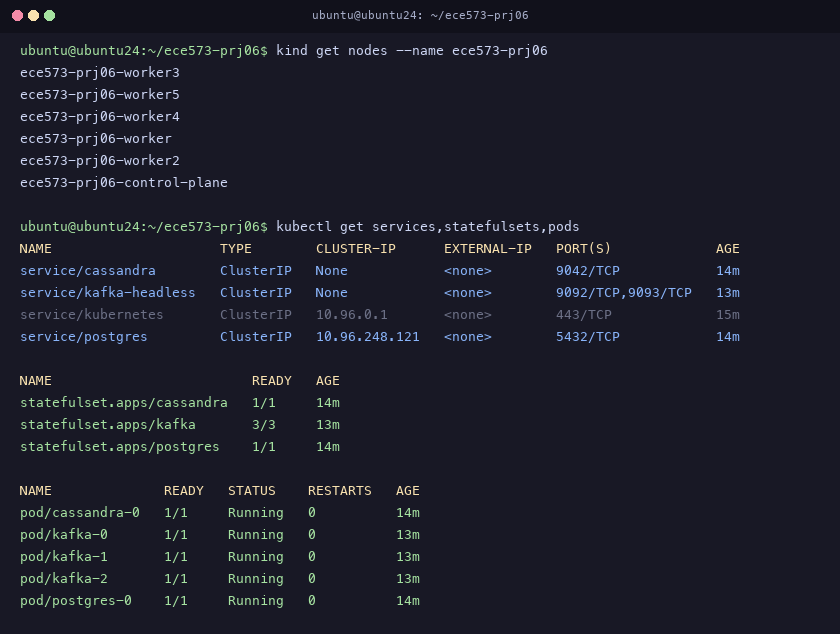 ubuntu@ubuntu24: ~/ece573-prj06
ubuntu@ubuntu24:~/ece573-prj06$ kind get nodes --name ece573-prj06
ece573-prj06-worker3
ece573-prj06-worker5
ece573-prj06-worker4
ece573-prj06-worker
ece573-prj06-worker2
ece573-prj06-control-plane
ubuntu@ubuntu24:~/ece573-prj06$ kubectl get services,statefulsets,pods
NAME                     TYPE        CLUSTER-IP      EXTERNAL-IP   PORT(S)             AGE
service/cassandra        ClusterIP   None            <none>        9042/TCP            14m
service/kafka-headless   ClusterIP   None            <none>        9092/TCP,9093/TCP   13m
service/kubernetes       ClusterIP   10.96.0.1       <none>        443/TCP             15m
service/postgres         ClusterIP   10.96.248.121   <none>        5432/TCP            14m
NAME                         READY   AGE
statefulset.apps/cassandra   1/1     14m
statefulset.apps/kafka       3/3     13m
statefulset.apps/postgres    1/1     14m
NAME              READY   STATUS    RESTARTS   AGE
pod/cassandra-0   1/1     Running   0          14m
pod/kafka-0       1/1     Running   0          13m
pod/kafka-1       1/1     Running   0          13m
pod/kafka-2       1/1     Running   0          13m
pod/postgres-0    1/1     Running   0          14m